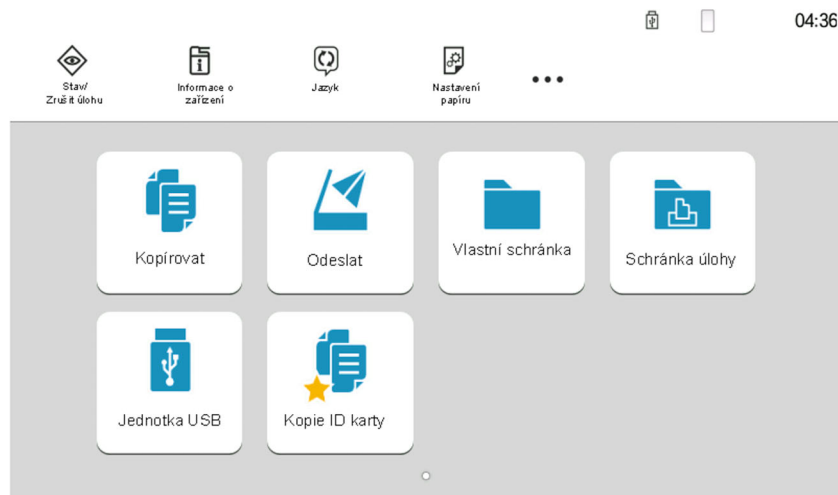 04:36
Stav/
Zrušit úlohu
Informace o
zařízení
Jazyk
Nastavení
papíru
Kopírovat
Odeslat
Vlastní schránka
Schránka úlohy
Jednotka USB
Kopie ID karty